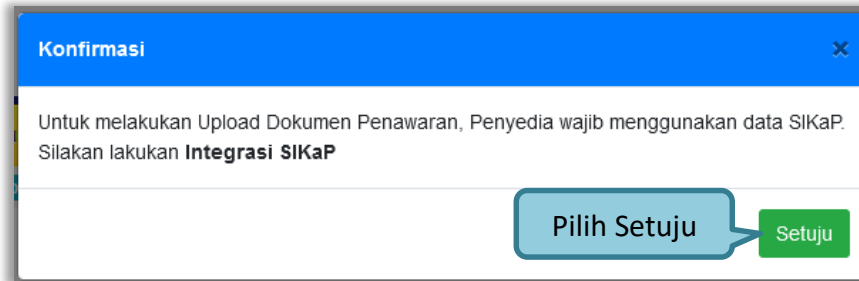 Konfirmasi
Untuk melakukan Upload Dokumen Penawaran, Penyedia wajib menggunakan data SIKaP.
Silakan lakukan Integrasi SIKaP
Pilih Setuju
Setuju